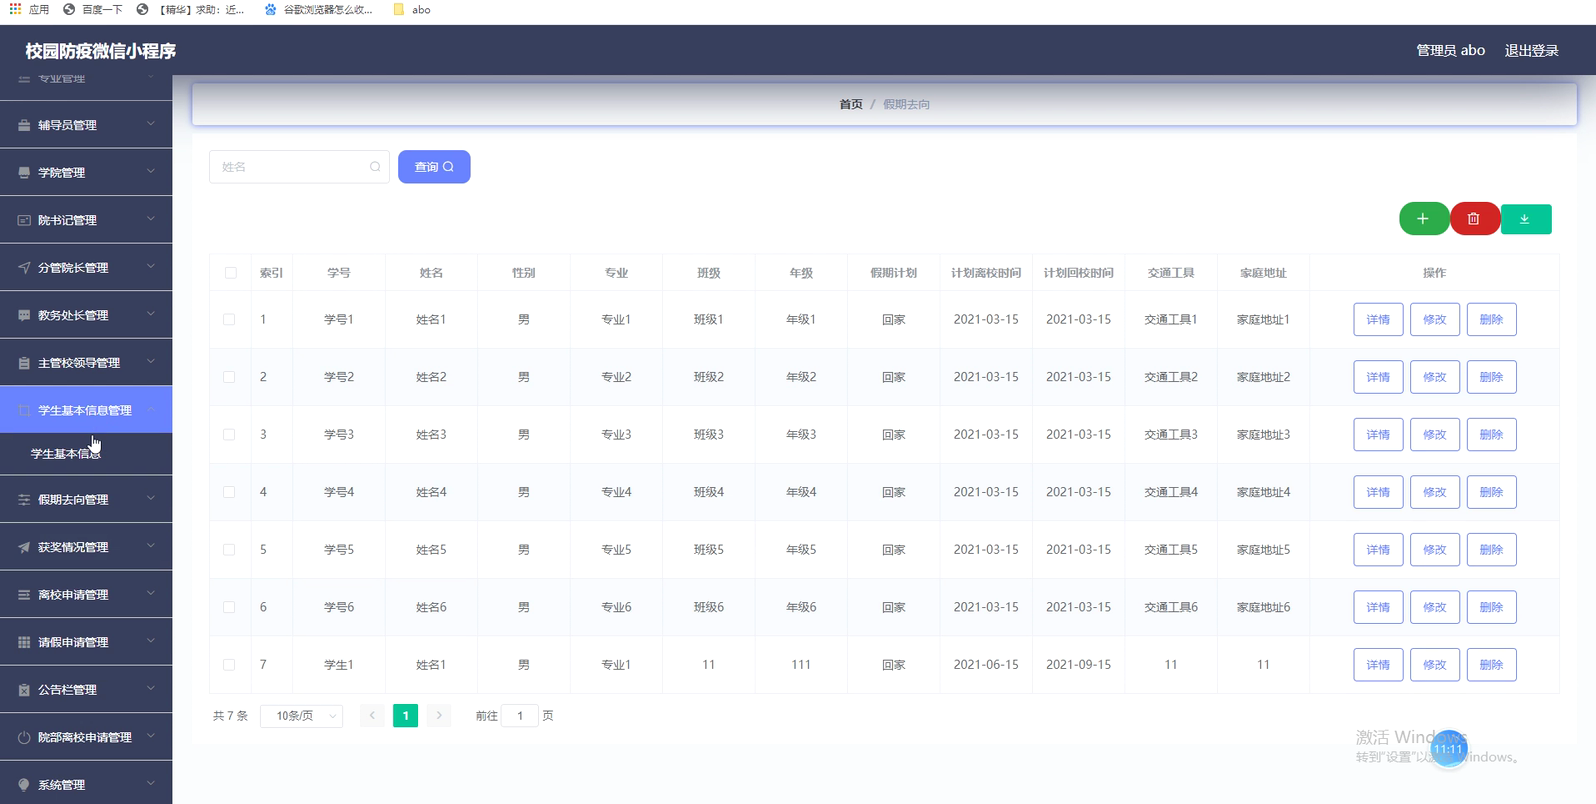 应用 百度一下 【精华】求助：近... 谷歌浏览器怎么收... abo
校园防疫微信小程序 管理员 abo 退出登录
专业管理
辅导员管理
学院管理
院书记管理
分管院长管理
教务处长管理
主管校领导管理
学生基本信息管理
学生基本信息
假期去向管理
获奖情况管理
离校申请管理
请假申请管理
公告栏管理
院部离校申请管理
系统管理
首页 / 假期去向
姓名 查询
索引 学号 姓名 性别 专业 班级 年级 假期计划 计划离校时间 计划回校时间 交通工具 家庭地址 操作
1 学号1 姓名1 男 专业1 班级1 年级1 回家 2021-03-15 2021-03-15 交通工具1 家庭地址1 详情 修改 删除
2 学号2 姓名2 男 专业2 班级2 年级2 回家 2021-03-15 2021-03-15 交通工具2 家庭地址2 详情 修改 删除
3 学号3 姓名3 男 专业3 班级3 年级3 回家 2021-03-15 2021-03-15 交通工具3 家庭地址3 详情 修改 删除
4 学号4 姓名4 男 专业4 班级4 年级4 回家 2021-03-15 2021-03-15 交通工具4 家庭地址4 详情 修改 删除
5 学号5 姓名5 男 专业5 班级5 年级5 回家 2021-03-15 2021-03-15 交通工具5 家庭地址5 详情 修改 删除
6 学号6 姓名6 男 专业6 班级6 年级6 回家 2021-03-15 2021-03-15 交通工具6 家庭地址6 详情 修改 删除
7 学生1 姓名1 男 专业1 11 111 回家 2021-06-15 2021-09-15 11 11 详情 修改 删除
共 7 条 10条/页 1 前往 1 页
激活 Windows
11:11
转到"设置"以激活 Windows。